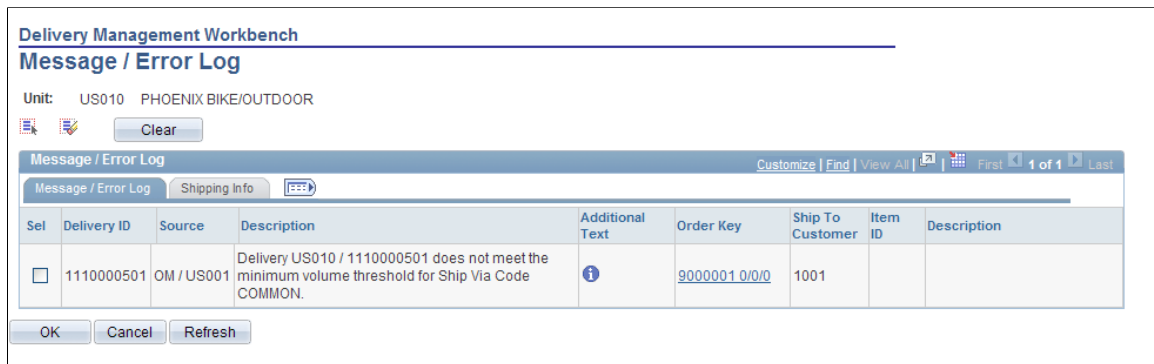 Delivery Management Workbench
Message / Error Log
Unit: US010 PHOENIX BIKE/OUTDOOR
Clear
Message / Error Log Customize | Find | View All | | First 1 of 1 Last
Message / Error Log Shipping Info
Sel Delivery ID Source Description Additional Text Order Key Ship To Customer Item ID Description
1110000501 OM / US001 Delivery US010 / 1110000501 does not meet the minimum volume threshold for Ship Via Code COMMON. 9000001 0/0/0 1001
OK Cancel Refresh